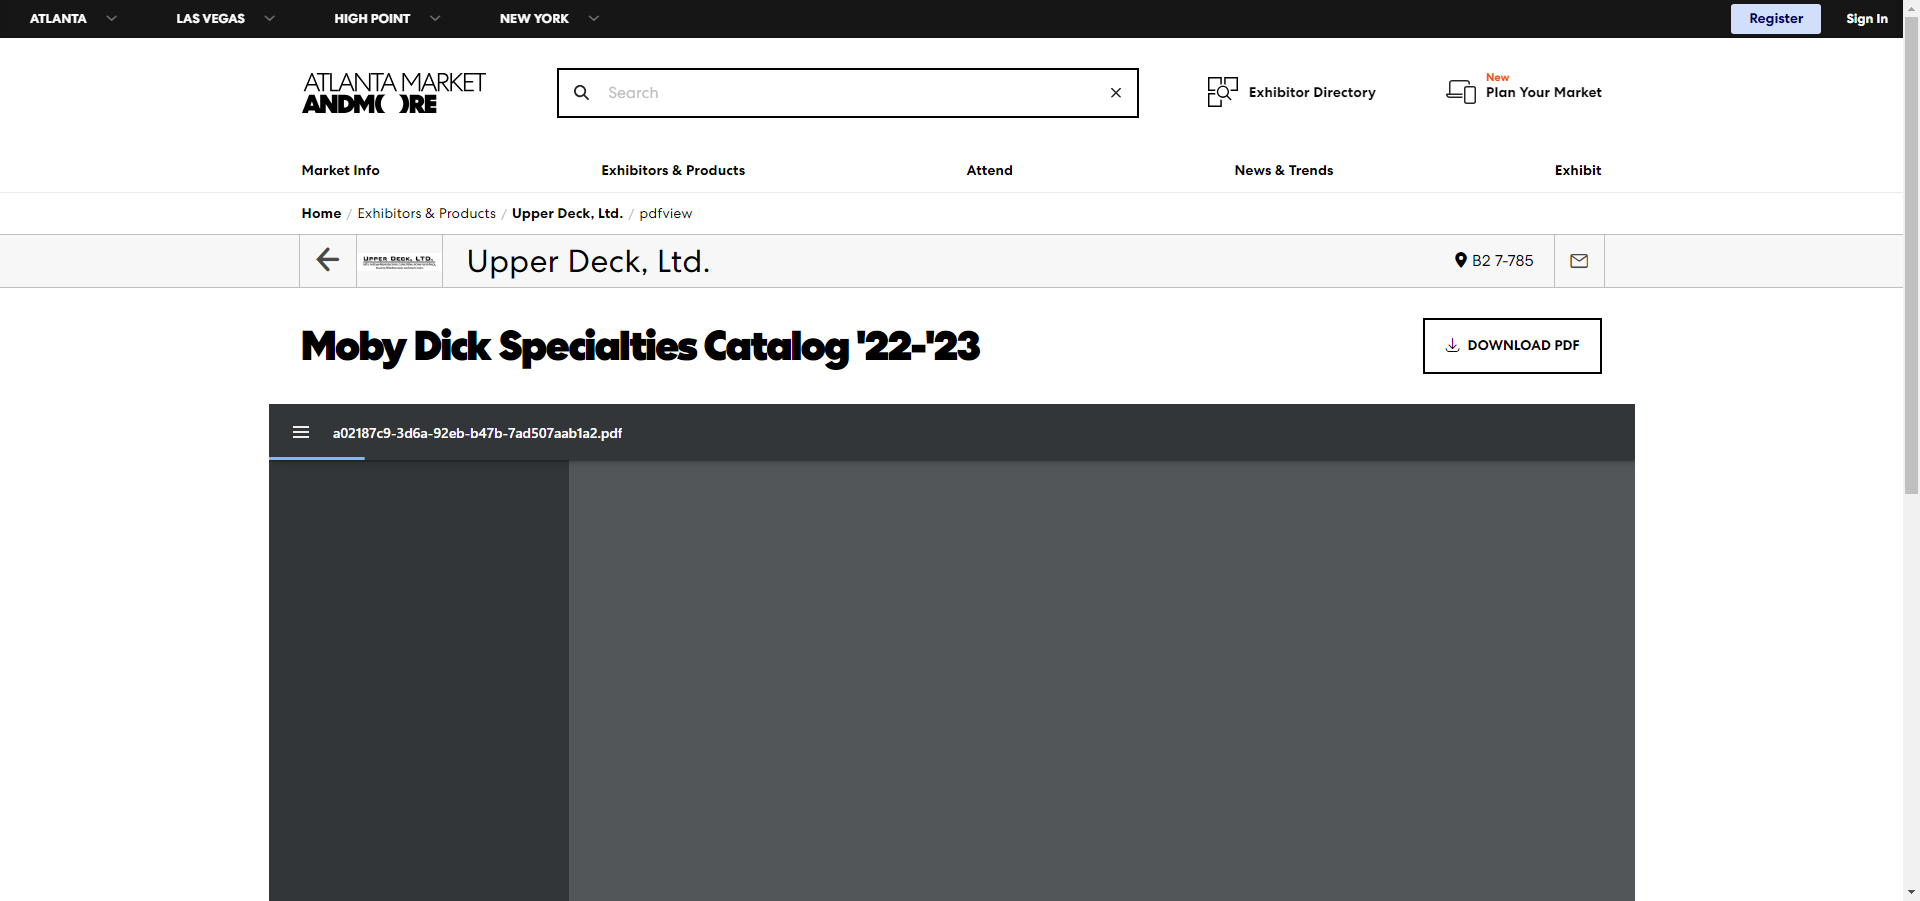 ATLANTA LAS VEGAS HIGH POINT NEW YORK Register Sign In
ATLANTA MARKET
ANDMORE
Search
Exhibitor Directory
New
Plan Your Market
Market Info Exhibitors & Products Attend News & Trends Exhibit
Home / Exhibitors & Products / Upper Deck, Ltd. / pdfview
UPPER DECK, LTD.
Upper Deck, Ltd.
B2 7-785
Moby Dick Specialties Catalog '22-'23
DOWNLOAD PDF
a02187c9-3d6a-92eb-b47b-7ad507aab1a2.pdf